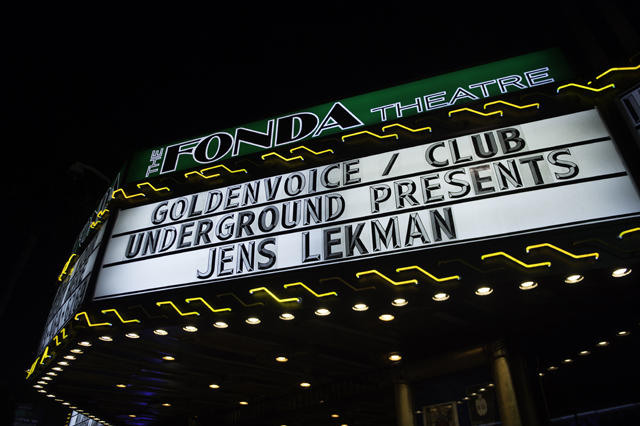 THE FONDA THEATRE
GOLDENVOICE / CLUB
UNDERGROUND PRESENTS
JENS LEKMAN